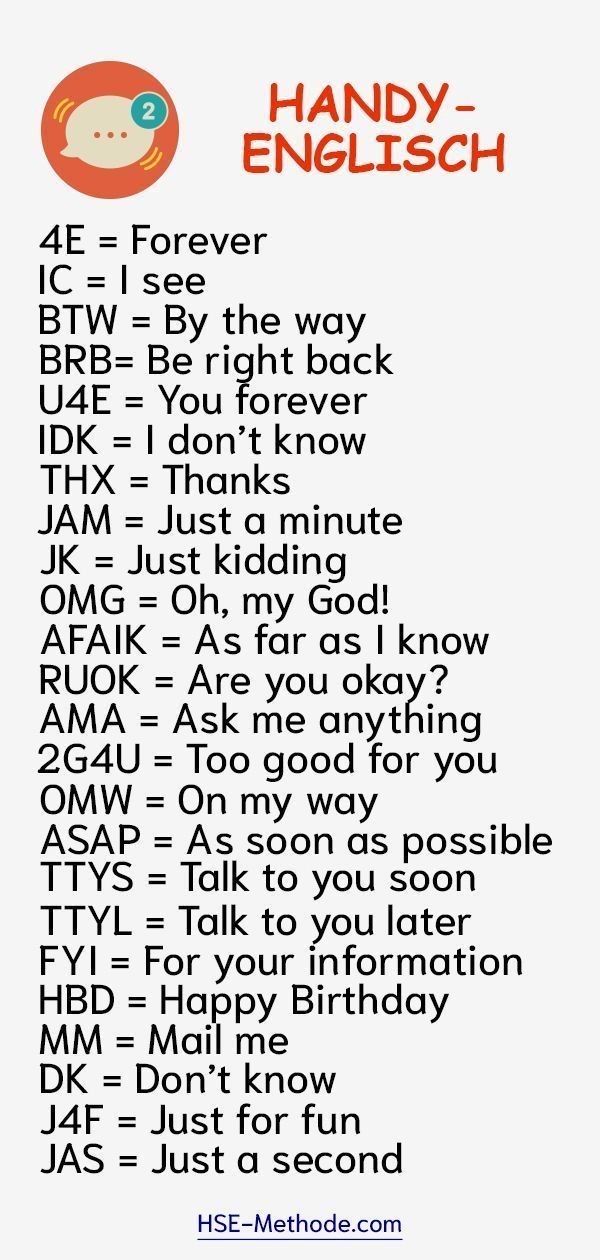 2
HANDY-
ENGLISCH
4E = Forever
IC = I see
BTW = By the way
BRB= Be right back
U4E = You forever
IDK = I don’t know
THX = Thanks
JAM = Just a minute
JK = Just kidding
OMG = Oh, my God!
AFAIK = As far as I know
RUOK = Are you okay?
AMA = Ask me anything
2G4U = Too good for you
OMW = On my way
ASAP = As soon as possible
TTYS = Talk to you soon
TTYL = Talk to you later
FYI = For your information
HBD = Happy Birthday
MM = Mail me
DK = Don’t know
J4F = Just for fun
JAS = Just a second
HSE-Methode.com